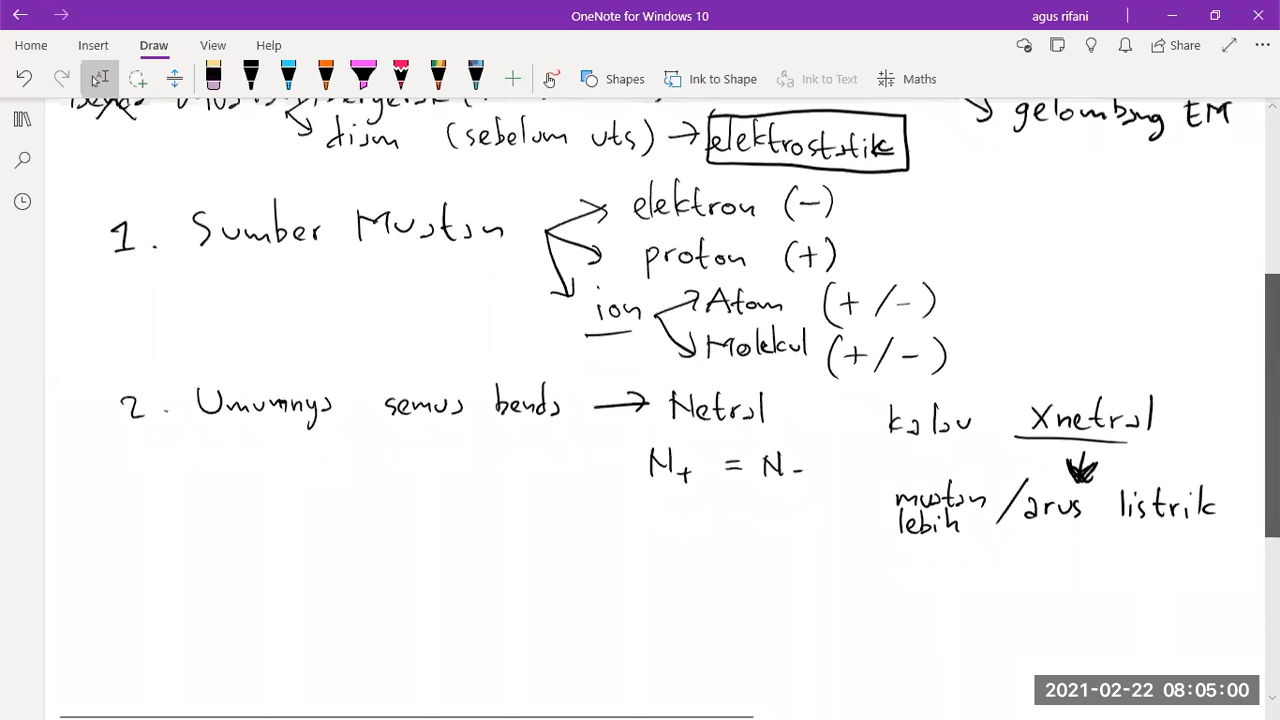 OneNote for Windows 10
agus rifani
Home Insert Draw View Help
Share
Shapes Ink to Shape Ink to Text Maths
gelombang EM
diam (sebelum uts) → elektrostatik
1. Sumber Muatan
elektron (-)
proton (+)
ion
Atom (+/-)
Molekul (+/-)
2. Umumnya semua benda → Netral
N+ = N-
kalau Xnetral
muatan lebih / arus listrik
2021-02-22 08:05:00